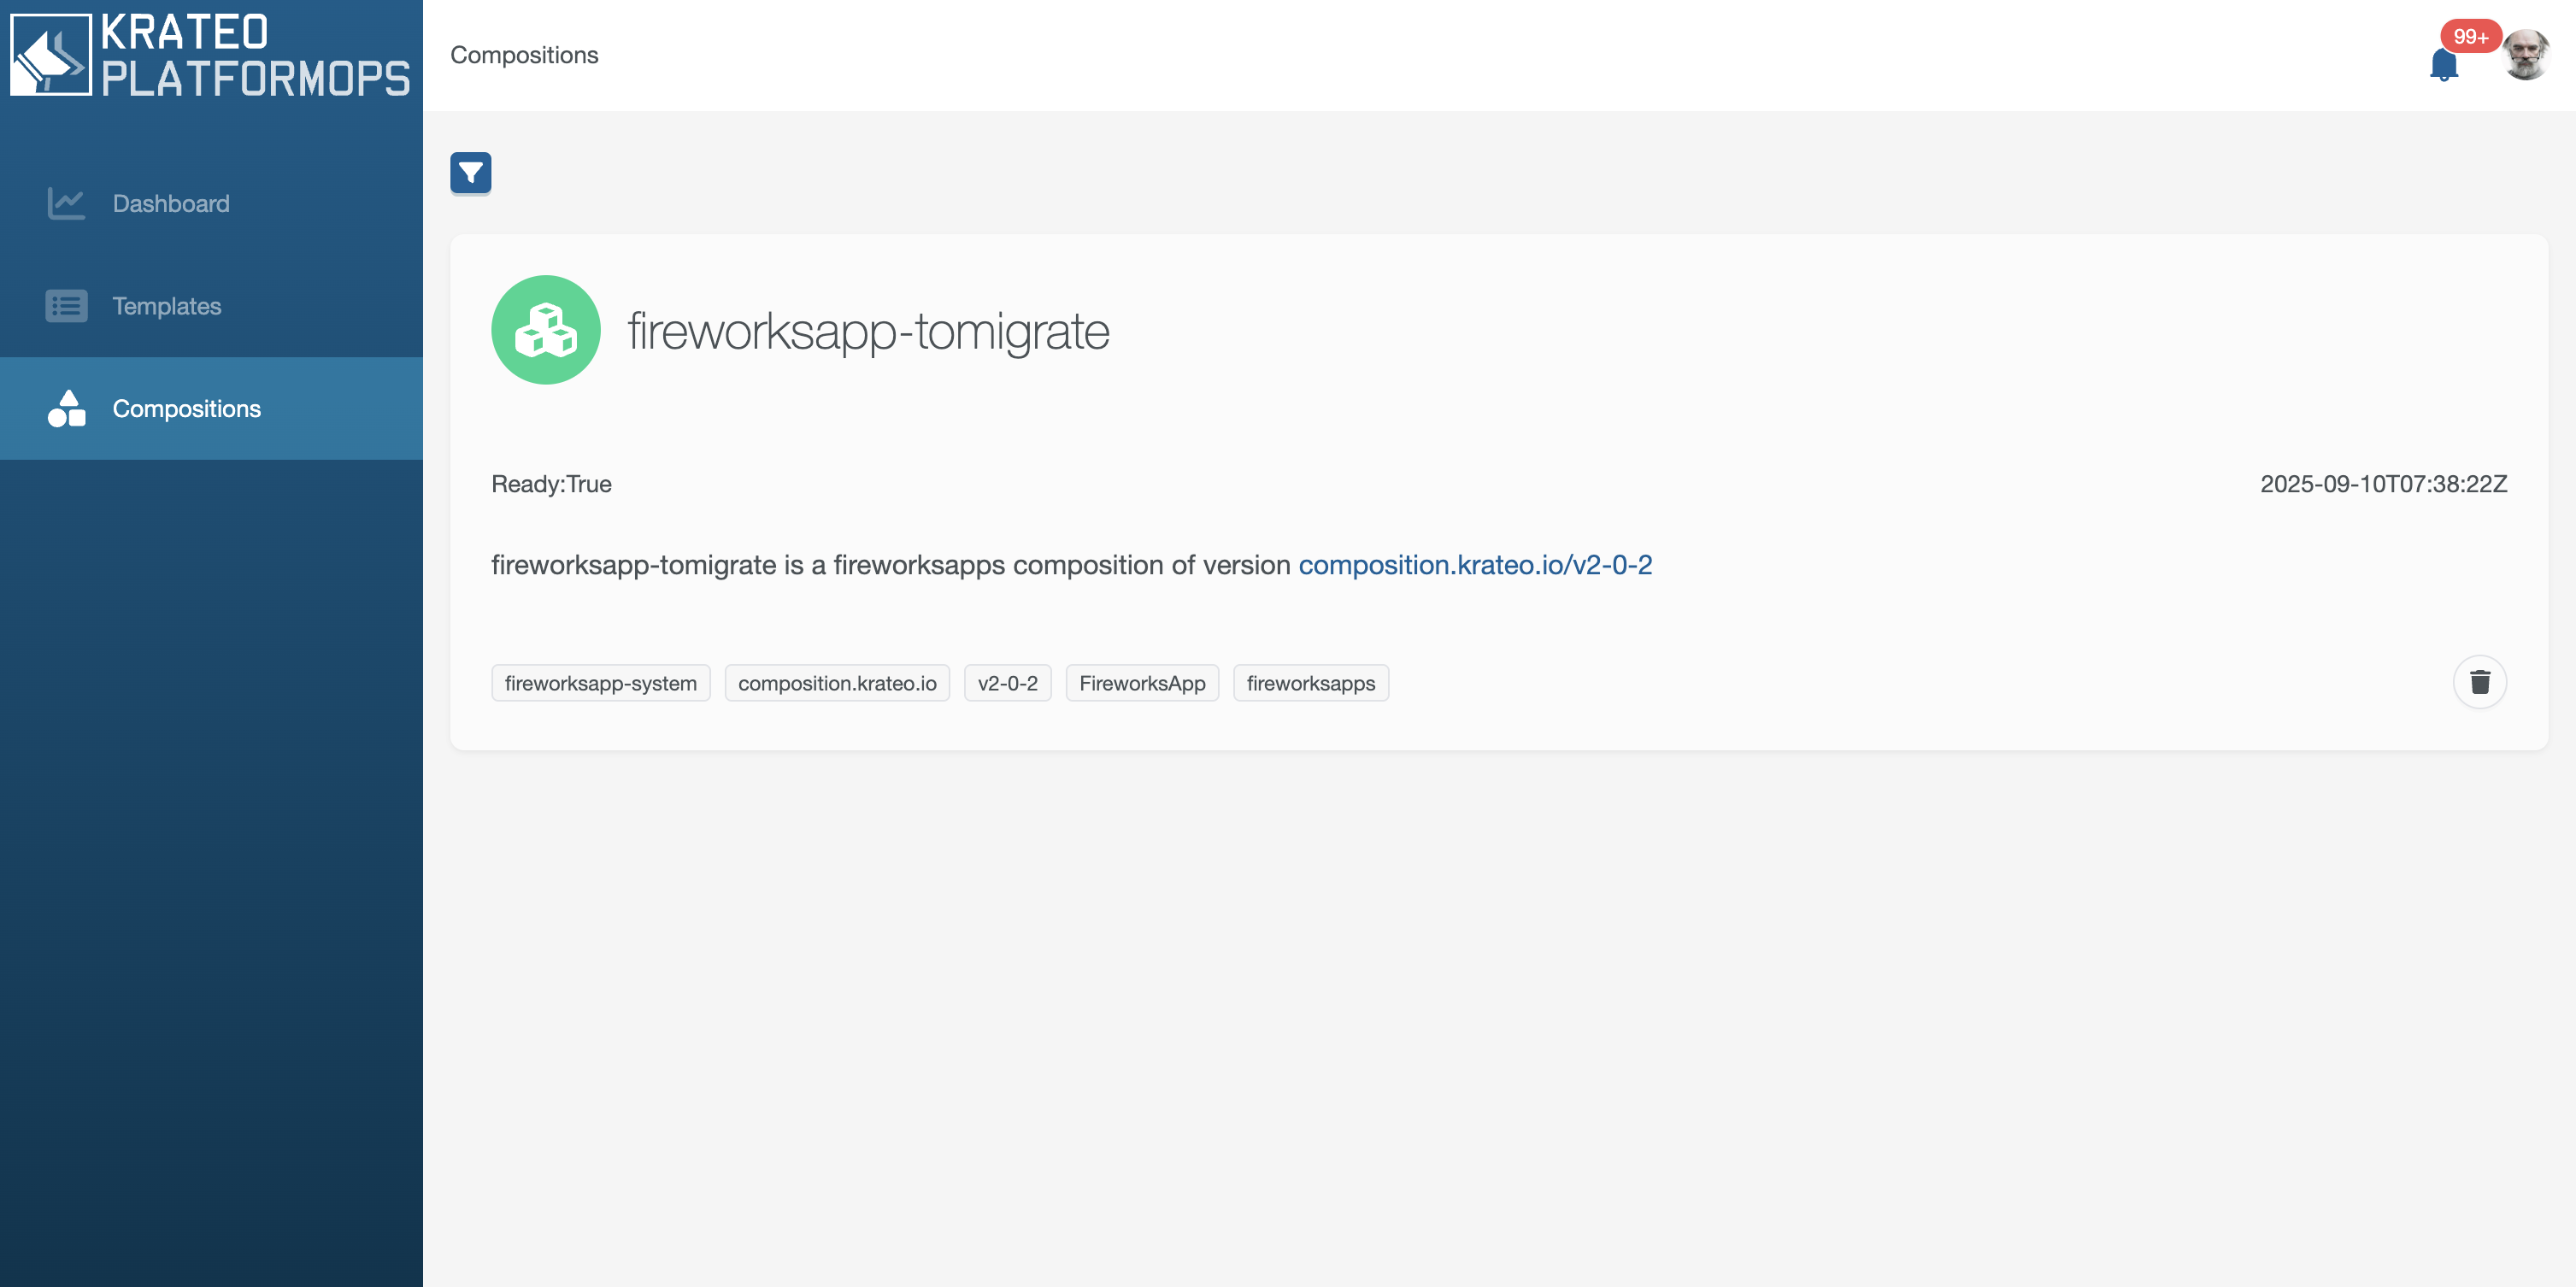 KRATEO
PLATFORMOPS
Compositions
99+
Dashboard
Templates
Compositions
fireworksapp-tomigrate
Ready:True
2025-09-10T07:38:22Z
fireworksapp-tomigrate is a fireworksapps composition of version composition.krateo.io/v2-0-2
fireworksapp-system
composition.krateo.io
v2-0-2
FireworksApp
fireworksapps